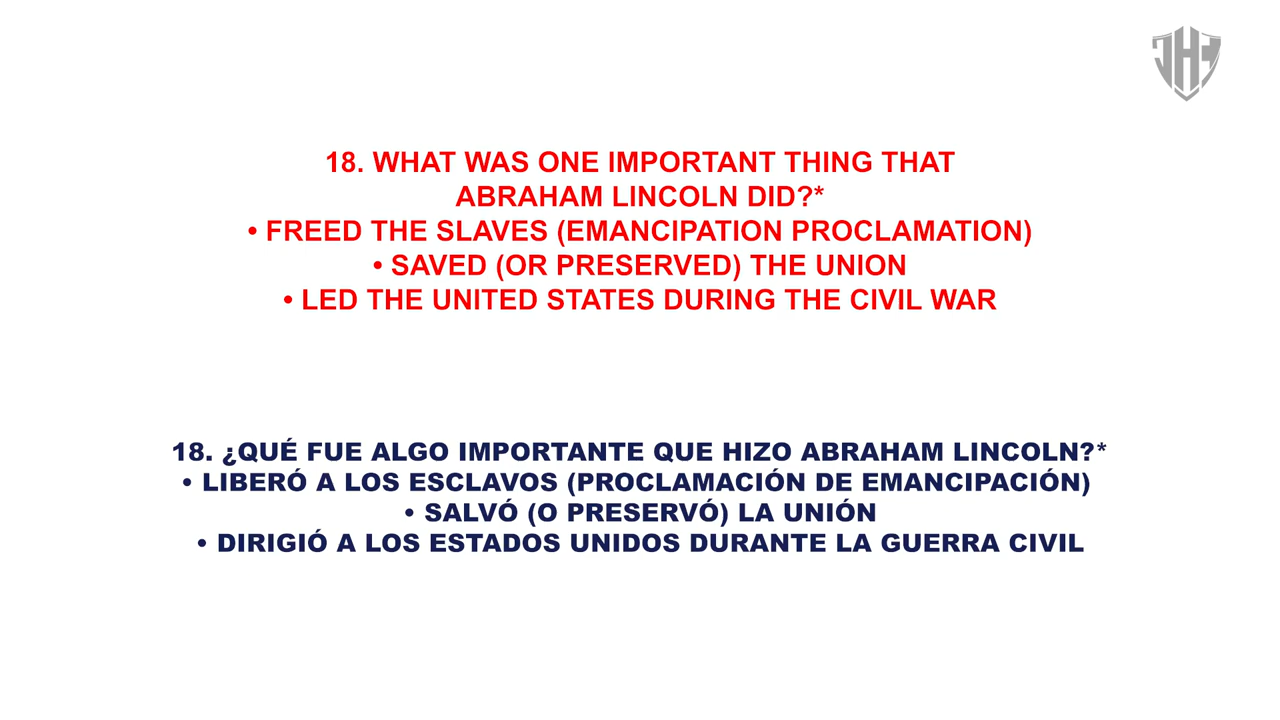 JHE
18. WHAT WAS ONE IMPORTANT THING THAT
ABRAHAM LINCOLN DID?*
• FREED THE SLAVES (EMANCIPATION PROCLAMATION)
• SAVED (OR PRESERVED) THE UNION
• LED THE UNITED STATES DURING THE CIVIL WAR
18. ¿QUÉ FUE ALGO IMPORTANTE QUE HIZO ABRAHAM LINCOLN?*
• LIBERÓ A LOS ESCLAVOS (PROCLAMACIÓN DE EMANCIPACIÓN)
• SALVÓ (O PRESERVÓ) LA UNIÓN
• DIRIGIÓ A LOS ESTADOS UNIDOS DURANTE LA GUERRA CIVIL